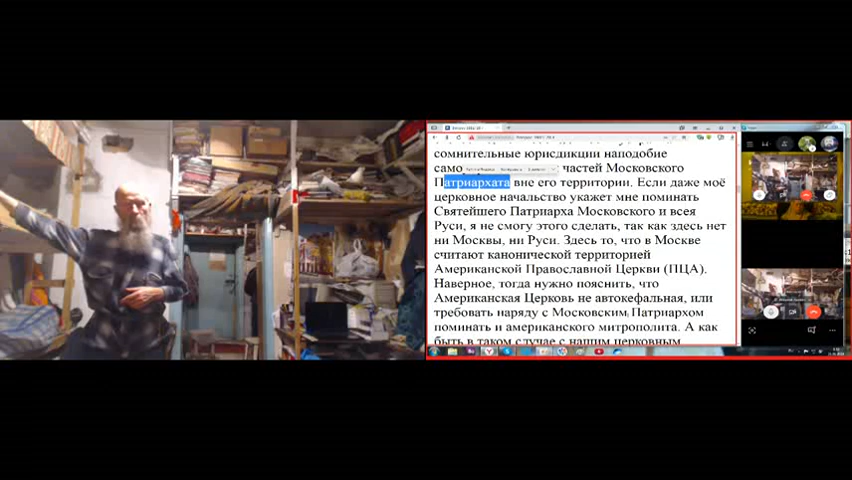 сомнительные юрисдикции наподобие
само частей Московского
Патриархата вне его территории. Если даже моё
церковное начальство укажет мне поминать
Святейшего Патриарха Московского и всея
Руси, я не смогу этого сделать, так как здесь нет
ни Москвы, ни Руси. Здесь то, что в Москве
считают канонической территорией
Американской Православной Церкви (ПЦА).
Наверное, тогда нужно пояснить, что
Американская Церковь не автокефальная, или
требовать наряду с Московским Патриархом
поминать и американского митрополита. А как
быть в таком случае с нашим церковным